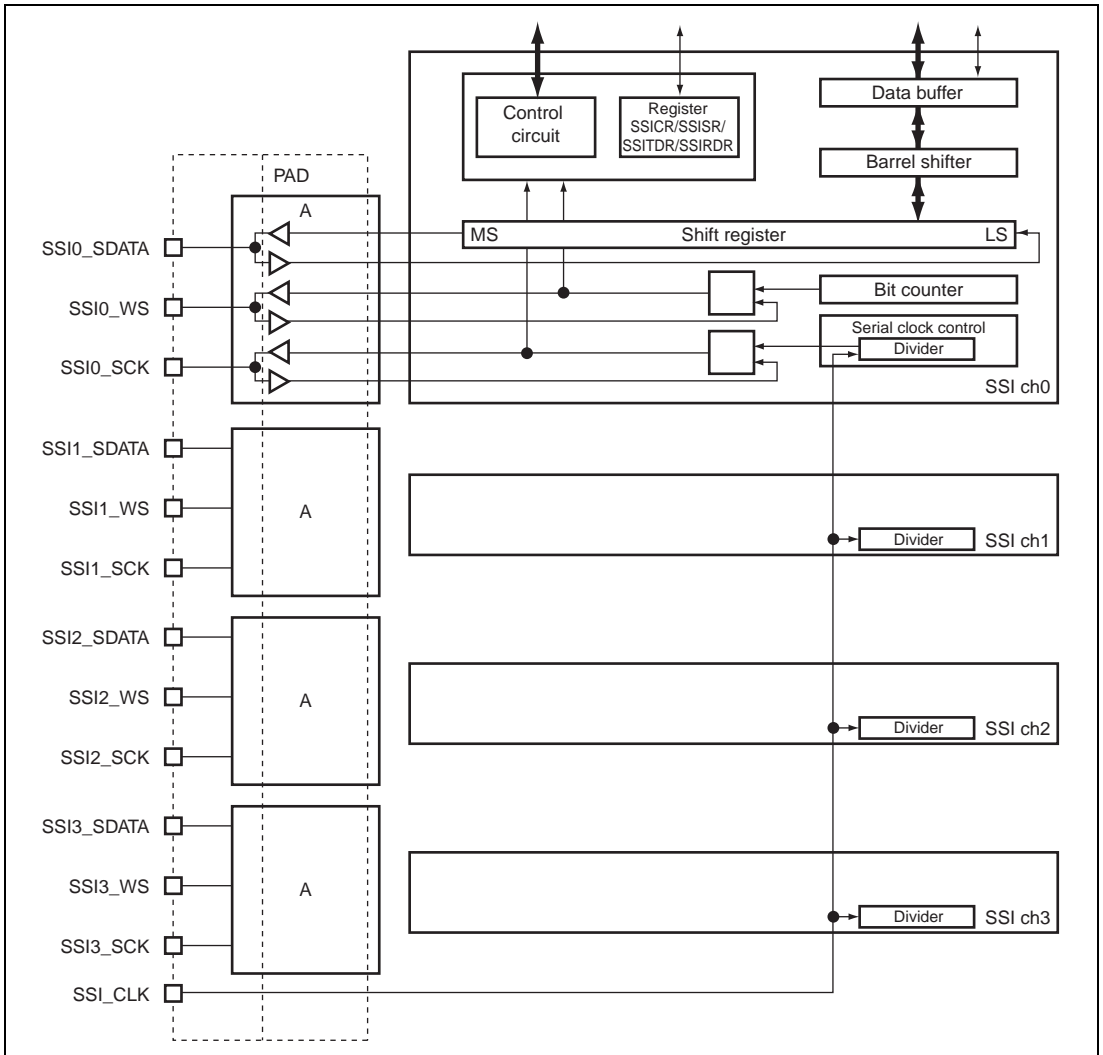 Control
circuit
Register
SSICR/SSISR/
SSITDR/SSIRDR
Data buffer
Barrel shifter
PAD
A
MS Shift register LS
SSI0_SDATA
SSI0_WS
SSI0_SCK
Bit counter
Serial clock control
Divider
SSI ch0
SSI1_SDATA
SSI1_WS
SSI1_SCK
A
Divider SSI ch1
SSI2_SDATA
SSI2_WS
SSI2_SCK
A
Divider SSI ch2
SSI3_SDATA
SSI3_WS
SSI3_SCK
A
Divider SSI ch3
SSI_CLK